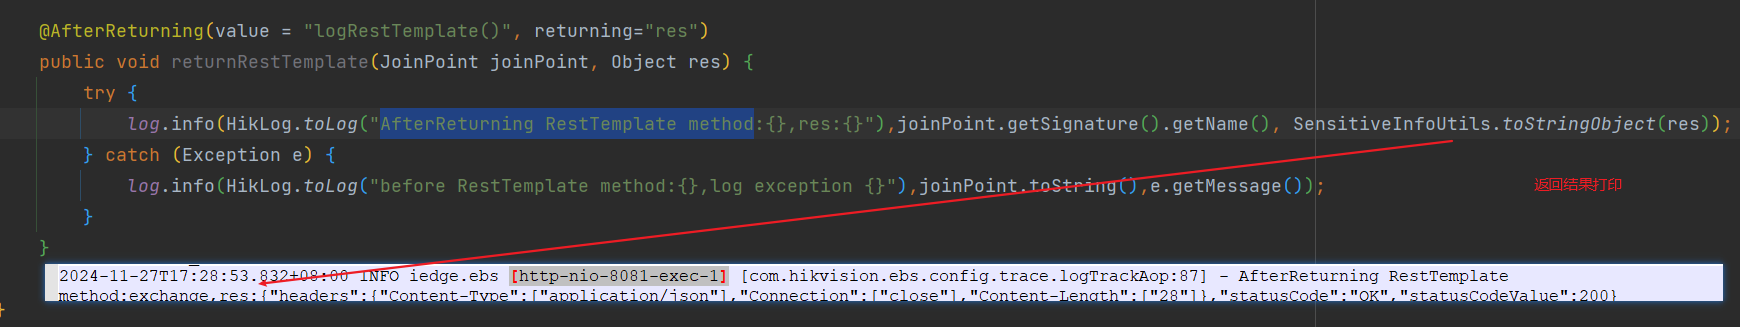 @AfterReturning(value = "logRestTemplate()", returning="res")
public void returnRestTemplate(JoinPoint joinPoint, Object res) {
try {
log.info(HikLog.toLog("AfterReturning RestTemplate method:{},res:{}"),joinPoint.getSignature().getName(), SensitiveInfoUtils.toStringObject(res));
} catch (Exception e) {
log.info(HikLog.toLog("before RestTemplate method:{},log exception {}"),joinPoint.toString(),e.getMessage());
返回结果打印
}
}
2024-11-27T17:28:53.832+08:00 INFO iedge.ebs [http-nio-8081-exec-1] [com.hikvision.ebs.config.trace.logTrackAop:87] - AfterReturning RestTemplate
method:exchange,res:{"headers":{"Content-Type":["application/json"],"Connection":["close"],"Content-Length":["28"]},"statusCode":"OK","statusCodeValue":200}
}